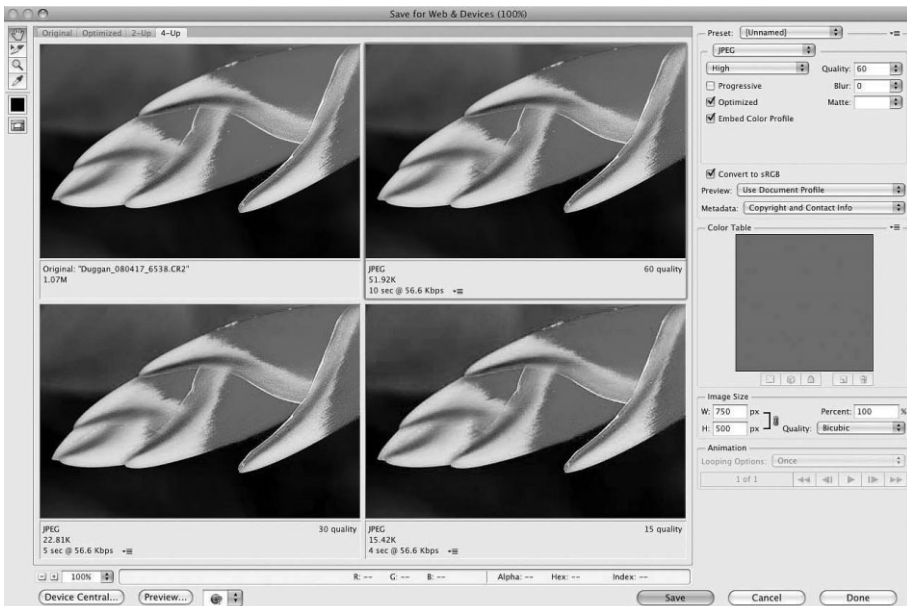 Save for Web & Devices (100%)
Original Optimized 2-Up 4-Up
Original: "Duggan_080417_6538.CR2"
1.07M
JPEG 60 quality
51.92K
10 sec @ 56.6 Kbps
JPEG 30 quality
22.81K
5 sec @ 56.6 Kbps
JPEG 15 quality
15.42K
4 sec @ 56.6 Kbps
Preset: [Unnamed]
JPEG
High Quality: 60
Progressive Blur: 0
Optimized Matte:
Embed Color Profile
Convert to sRGB
Preview: Use Document Profile
Metadata: Copyright and Contact Info
Color Table
Image Size
W: 750 px Percent: 100 %
H: 500 px Quality: Bicubic
Animation
Looping Options: Once
1 of 1
100% R: -- G: -- B: -- Alpha: -- Hex: -- Index: --
Device Central... Preview... Save Cancel Done